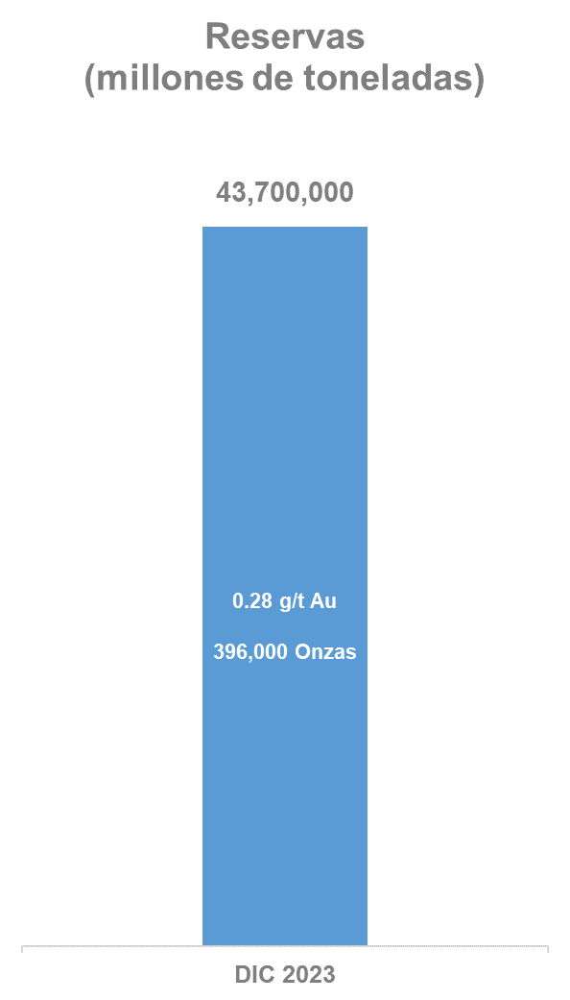 Reservas
(millones de toneladas)
43,700,000
0.28 g/t Au
396,000 Onzas
DIC 2023